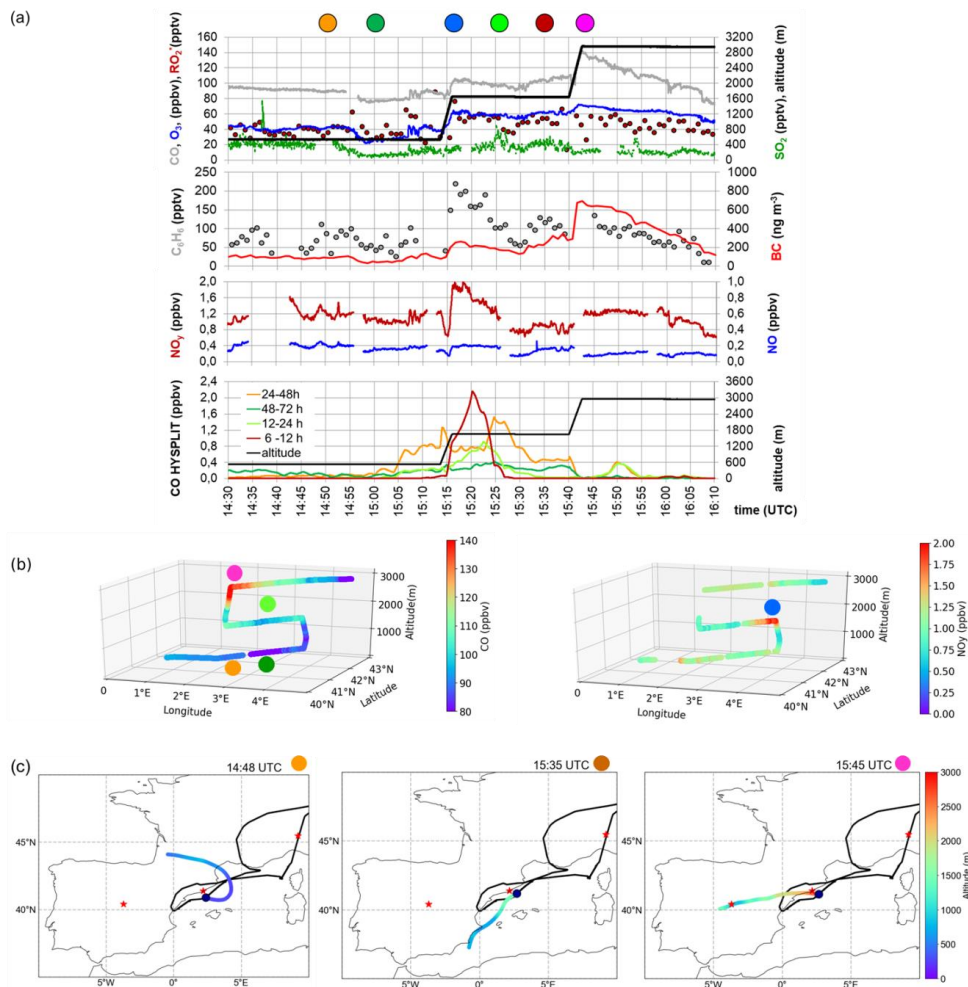 (a)
CO, O₃, (ppbv), RO₂* (pptv)
160
140
120
100
80
60
40
20
0
3200
2800
2400
2000
1600
1200
800
400
0
SO₂ (pptv), altitude (m)
C₆H₆ (pptv)
250
200
150
100
50
0
1000
800
600
400
200
0
BC (ng m⁻³)
NOy (ppbv)
2,0
1,6
1,2
0,8
0,4
0,0
1,0
0,8
0,6
0,4
0,2
0,0
NO (ppbv)
CO HYSPLIT (ppbv)
2,4
2,0
1,6
1,2
0,8
0,4
0,0
24-48h
48-72 h
12-24 h
6 -12 h
altitude
3600
3000
2400
1800
1200
600
0
altitude (m)
14:30
14:35
14:40
14:45
14:50
14:55
15:00
15:05
15:10
15:15
15:20
15:25
15:30
15:35
15:40
15:45
15:50
15:55
16:00
16:05
16:10
time (UTC)
(b)
140
130
120
110
100
90
80
CO (ppbv)
3000
2000
1000
Altitude(m)
0
1°E
2°E
3°E
4°E
Longitude
40°N
41°N
42°N
43°N
Latitude
2.00
1.75
1.50
1.25
1.00
0.75
0.50
0.25
0.00
NOy (ppbv)
3000
2000
1000
Altitude(m)
0
1°E
2°E
3°E
4°E
Longitude
40°N
41°N
42°N
43°N
Latitude
(c)
14:48 UTC
45°N
40°N
5°W
0°
5°E
15:35 UTC
45°N
40°N
5°W
0°
5°E
15:45 UTC
45°N
40°N
5°W
0°
5°E
3000
2500
2000
1500
1000
500
0
Altitude(m)